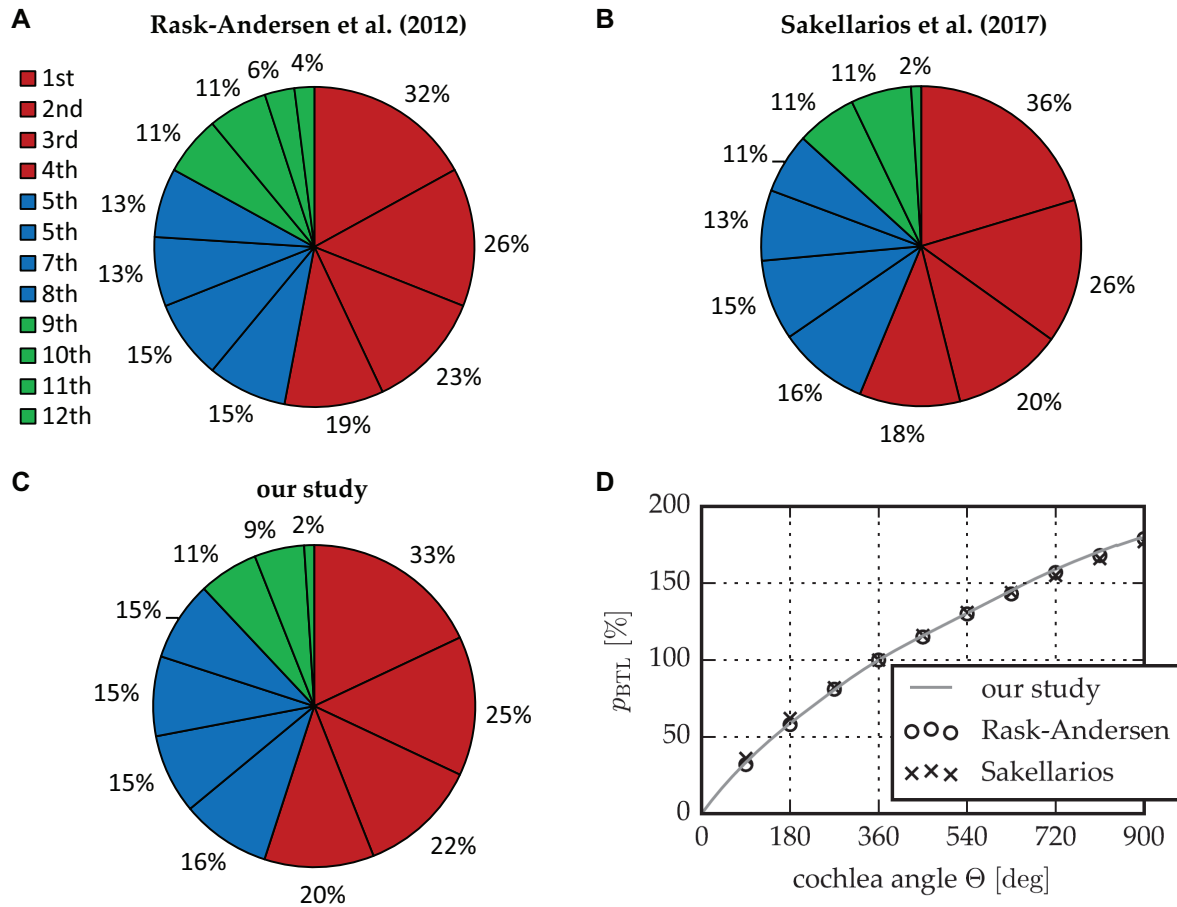 A
Rask-Andersen et al. (2012)
1st
2nd
3rd
4th
5th
5th
7th
8th
9th
10th
11th
12th
32%
26%
23%
19%
15%
15%
13%
13%
11%
11%
6%
4%
B
Sakellarios et al. (2017)
36%
26%
20%
18%
16%
15%
13%
11%
11%
11%
2%
C
our study
33%
25%
22%
20%
16%
15%
15%
15%
11%
9%
2%
D
200
150
100
50
0
pBTL [%]
0 180 360 540 720 900
cochlea angle Θ [deg]
our study
Rask-Andersen
Sakellarios